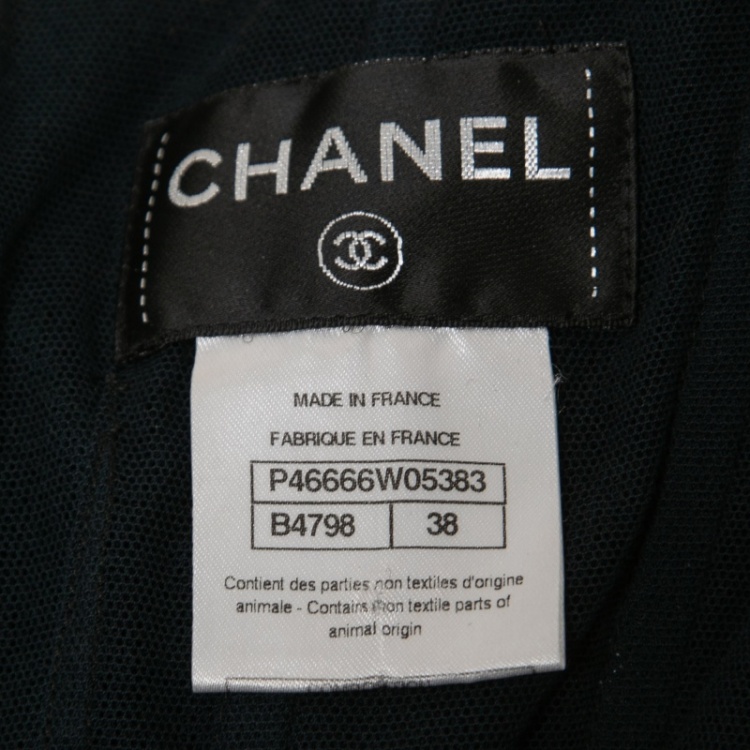 CHANEL
MADE IN FRANCE
FABRIQUE EN FRANCE
P46666W05383
B4798 38
Contient des parties non textiles d'origine
animale - Contains non textile parts of
animal origin